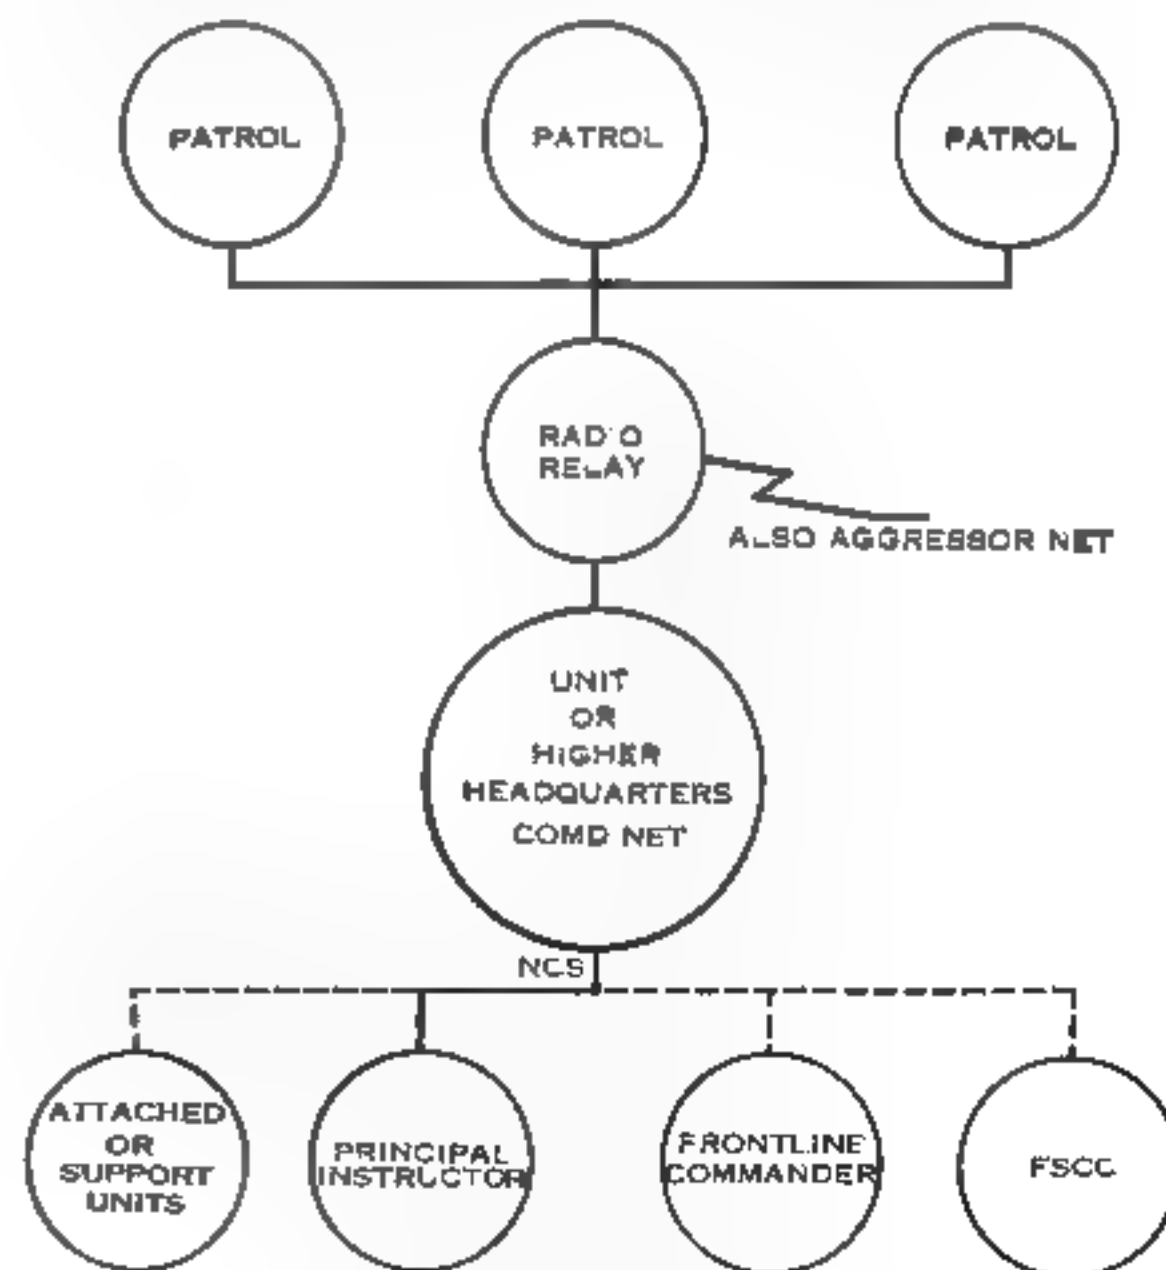 PATROL
PATROL
PATROL
RADIO
RELAY
ALSO AGGRESSOR NET
UNIT
OR
HIGHER
HEADQUARTERS
COMD NET
NCS
ATTACHED
OR
SUPPORT
UNITS
PRINCIPAL
INSTRUCTOR
FRONTLINE
COMMANDER
FSCC